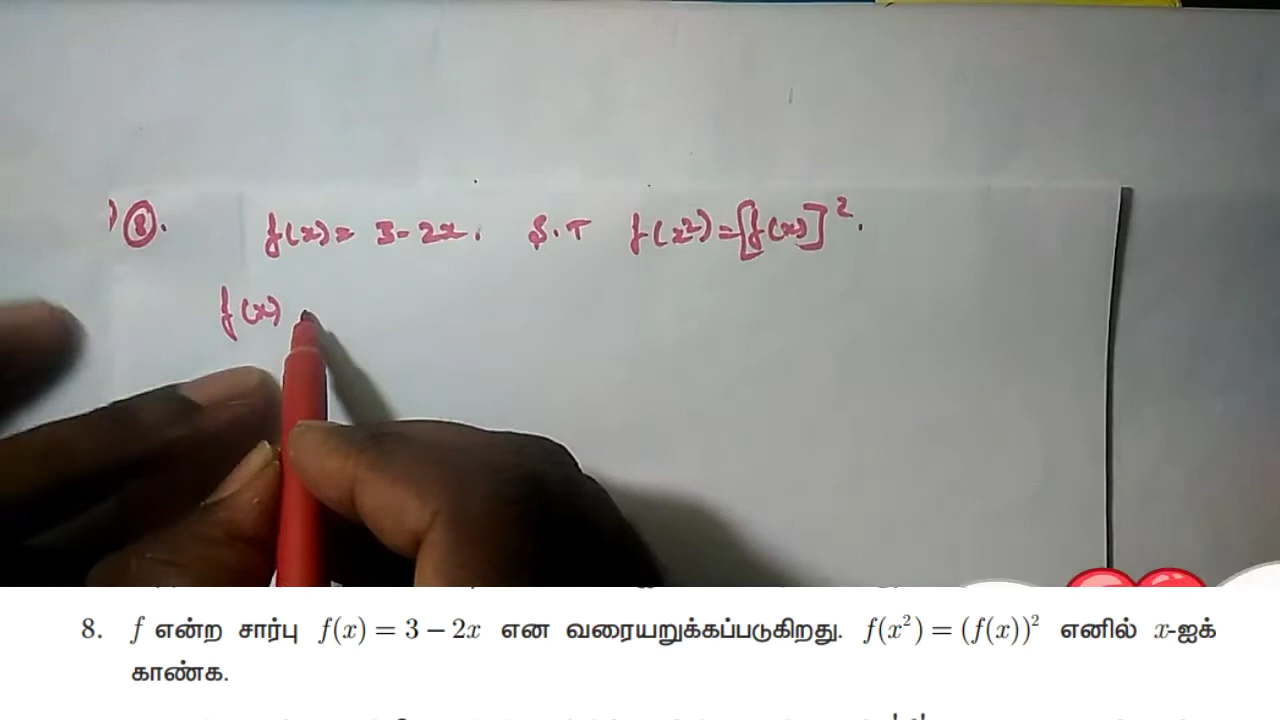 ⑧. f(x) = 3-2x. S.T f(x²)=[f(x)]².
f(x)
8. f என்ற சார்பு f(x) = 3 − 2x என வரையறுக்கப்படுகிறது. f(x²) = (f(x))² எனில் x-ஐக்
காண்க.